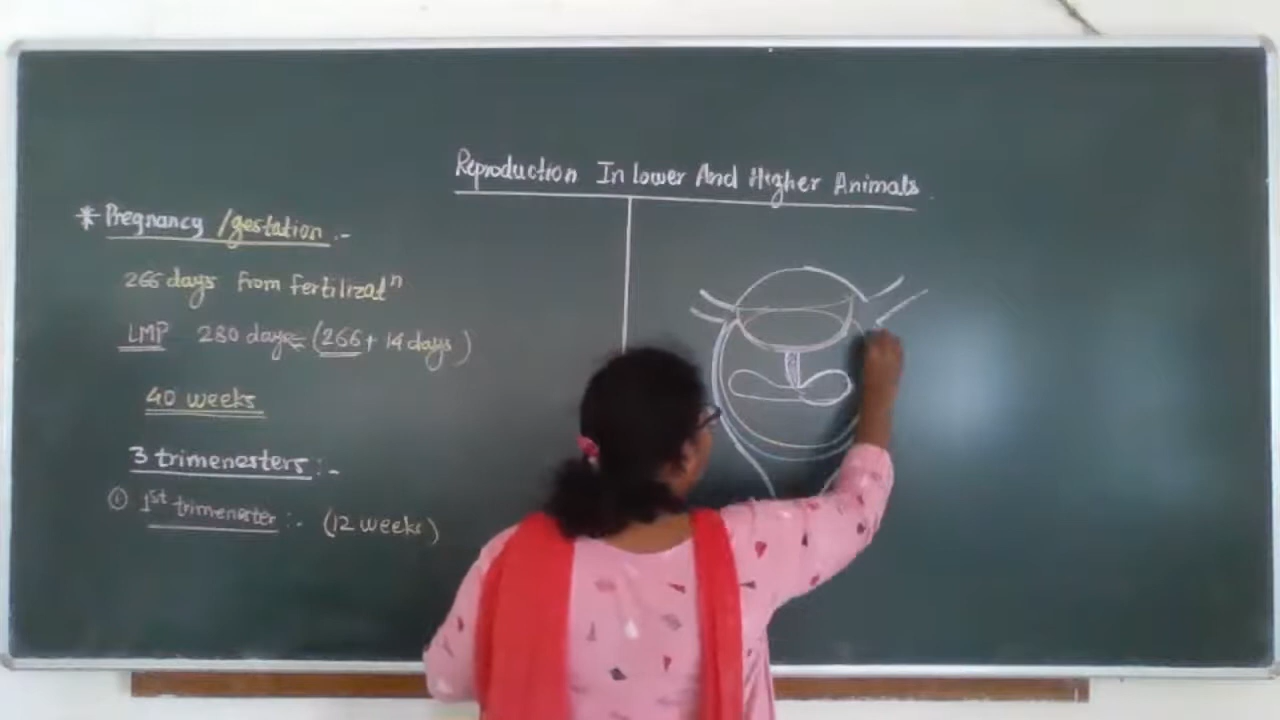 Reproduction In Lower And Higher Animals.
* Pregnancy /gestation :-
266 days from fertilizatⁿ
LMP 280 days= (266+ 14 days)
40 weeks
3 trimenesters:-
① 1st trimenester :- (12 weeks)